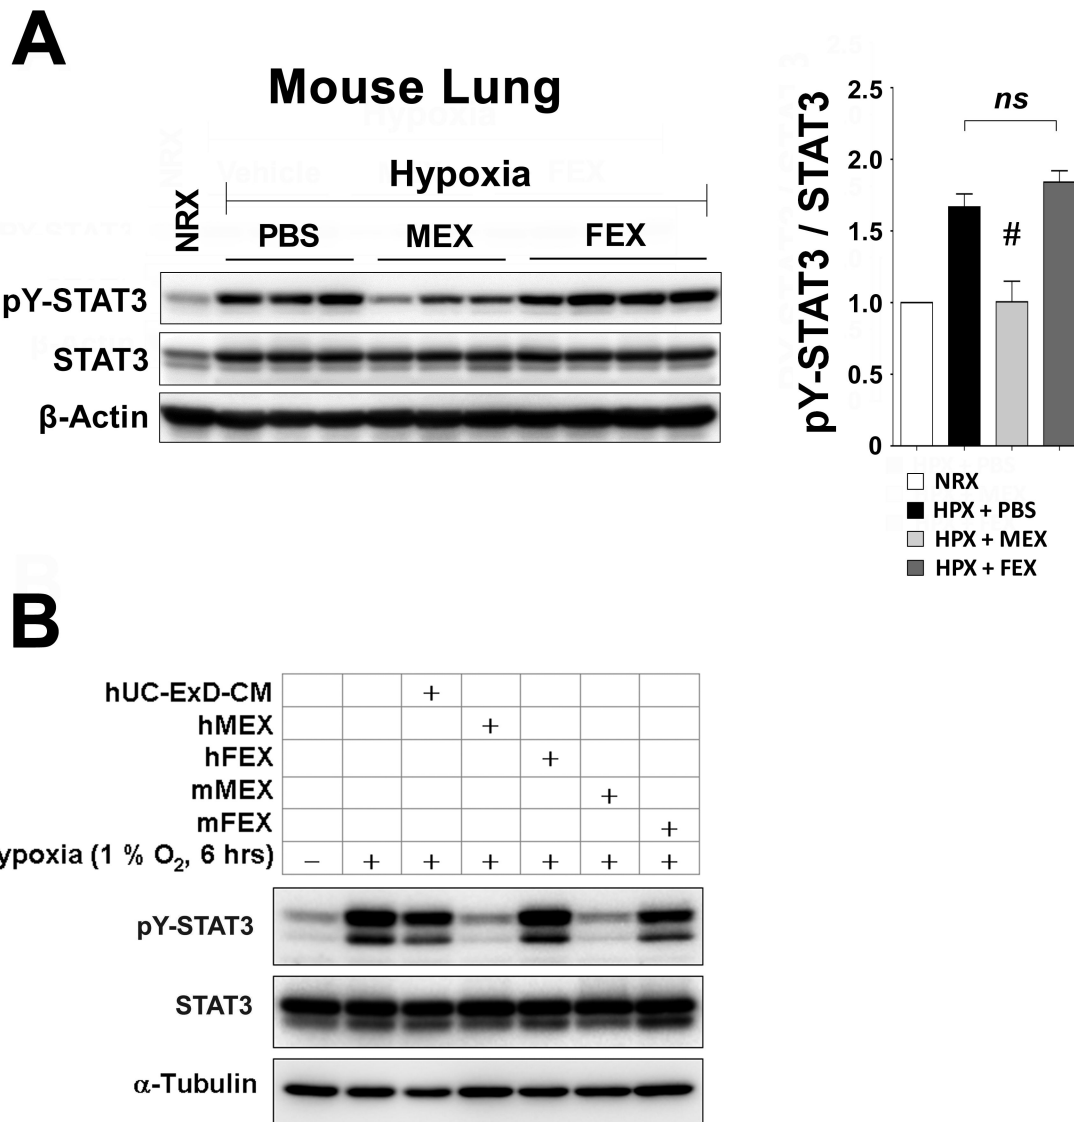 A
Mouse Lung
Hypoxia
NRX
PBS MEX FEX
pY-STAT3
STAT3
β-Actin
pY-STAT3 / STAT3
2.5
2.0
1.5
1.0
0.5
0
ns
#
NRX
HPX + PBS
HPX + MEX
HPX + FEX
B
hUC-ExD-CM +
hMEX +
hFEX +
mMEX +
mFEX +
ypoxia (1 % O₂, 6 hrs) − + + + + + +
pY-STAT3
STAT3
α-Tubulin